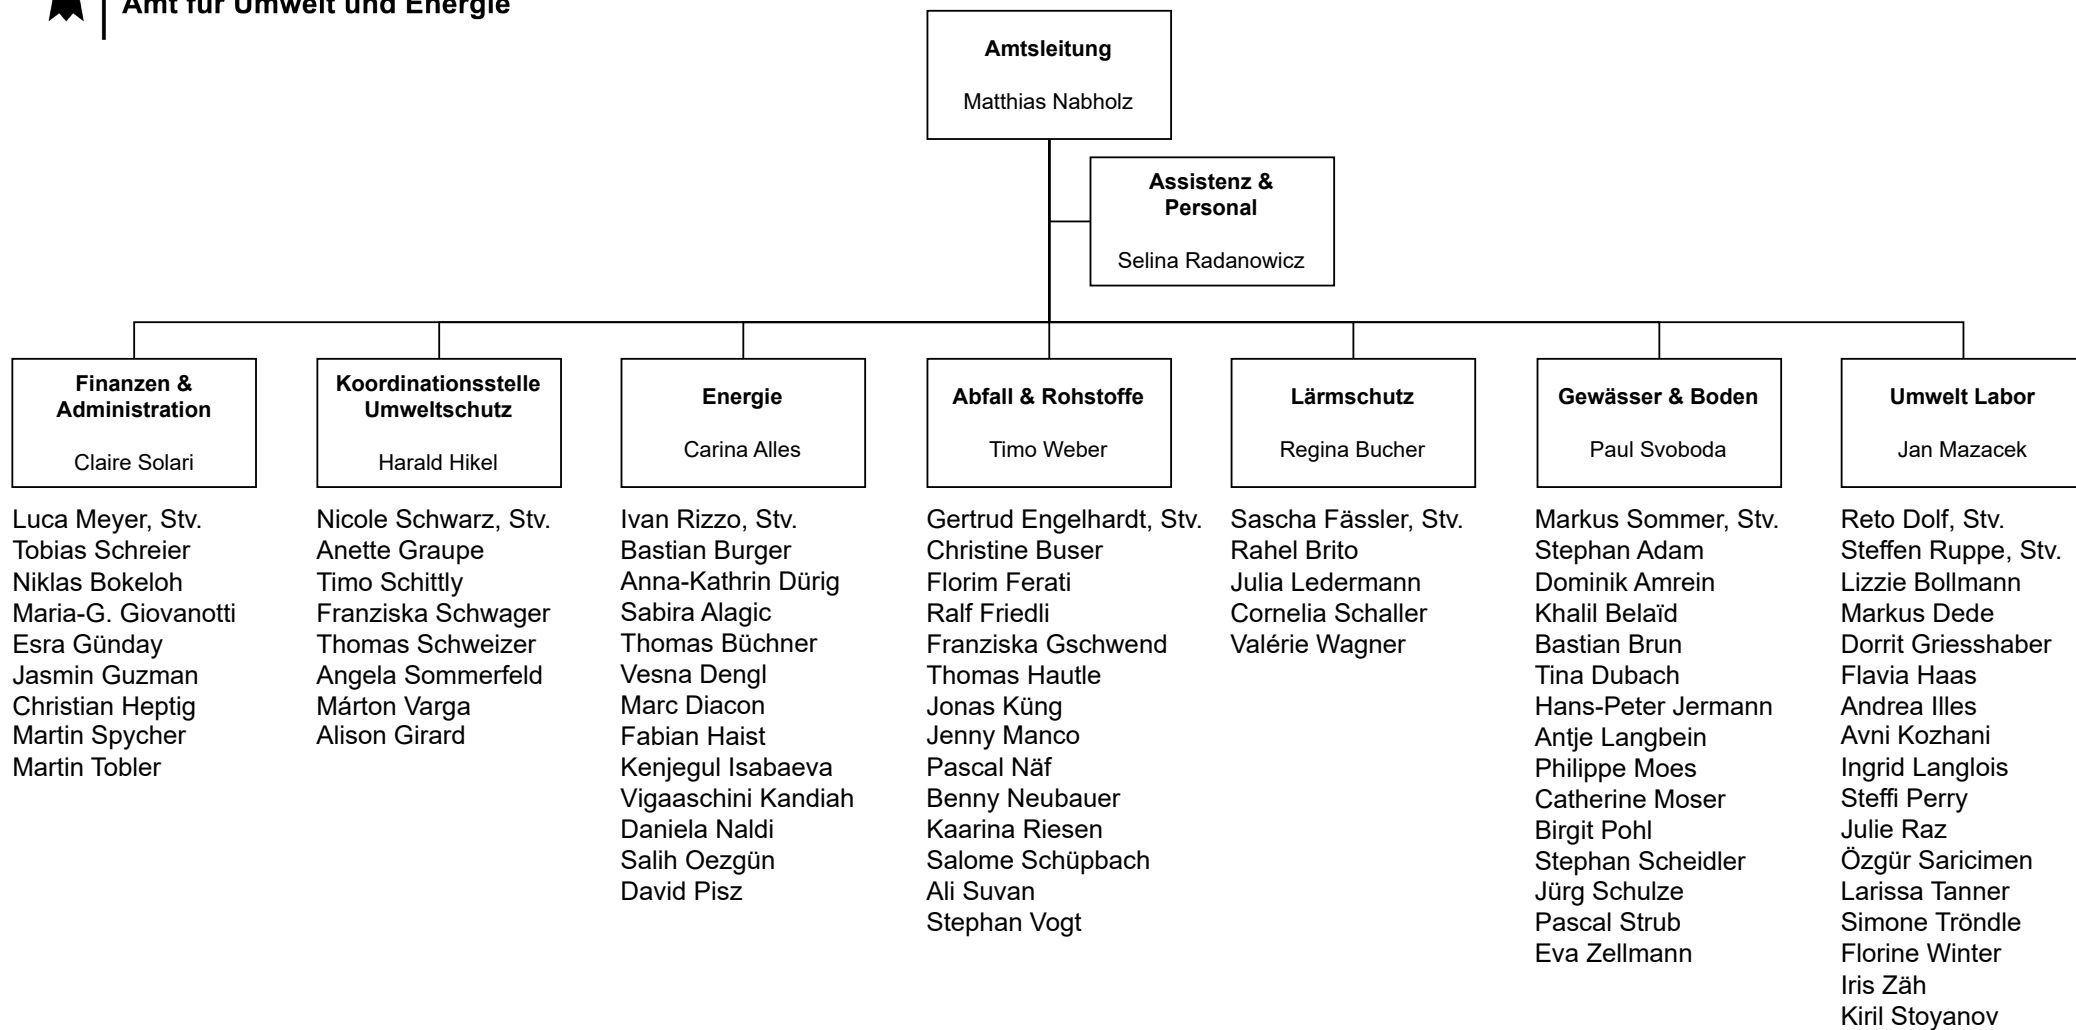 Amt für Umwelt und Energie
Amtsleitung
Matthias Nabholz
Assistenz &
Personal
Selina Radanowicz
Finanzen &
Administration
Claire Solari
Luca Meyer, Stv.
Tobias Schreier
Niklas Bokeloh
Maria-G. Giovanotti
Esra Günday
Jasmin Guzman
Christian Heptig
Martin Spycher
Martin Tobler
Koordinationsstelle
Umweltschutz
Harald Hikel
Nicole Schwarz, Stv.
Anette Graupe
Timo Schittly
Franziska Schwager
Thomas Schweizer
Angela Sommerfeld
Márton Varga
Alison Girard
Energie
Carina Alles
Ivan Rizzo, Stv.
Bastian Burger
Anna-Kathrin Dürig
Sabira Alagic
Thomas Büchner
Vesna Dengl
Marc Diacon
Fabian Haist
Kenjegul Isabaeva
Vigaaschini Kandiah
Daniela Naldi
Salih Oezgün
David Pisz
Abfall & Rohstoffe
Timo Weber
Gertrud Engelhardt, Stv.
Christine Buser
Florim Ferati
Ralf Friedli
Franziska Gschwend
Thomas Hautle
Jonas Küng
Jenny Manco
Pascal Näf
Benny Neubauer
Kaarina Riesen
Salome Schüpbach
Ali Suvan
Stephan Vogt
Lärmschutz
Regina Bucher
Sascha Fässler, Stv.
Rahel Brito
Julia Ledermann
Cornelia Schaller
Valérie Wagner
Gewässer & Boden
Paul Svoboda
Markus Sommer, Stv.
Stephan Adam
Dominik Amrein
Khalil Belaïd
Bastian Brun
Tina Dubach
Hans-Peter Jermann
Antje Langbein
Philippe Moes
Catherine Moser
Birgit Pohl
Stephan Scheidler
Jürg Schulze
Pascal Strub
Eva Zellmann
Umwelt Labor
Jan Mazacek
Reto Dolf, Stv.
Steffen Ruppe, Stv.
Lizzie Bollmann
Markus Dede
Dorrit Griesshaber
Flavia Haas
Andrea Illes
Avni Kozhani
Ingrid Langlois
Steffi Perry
Julie Raz
Özgür Saricimen
Larissa Tanner
Simone Tröndle
Florine Winter
Iris Zäh
Kiril Stoyanov